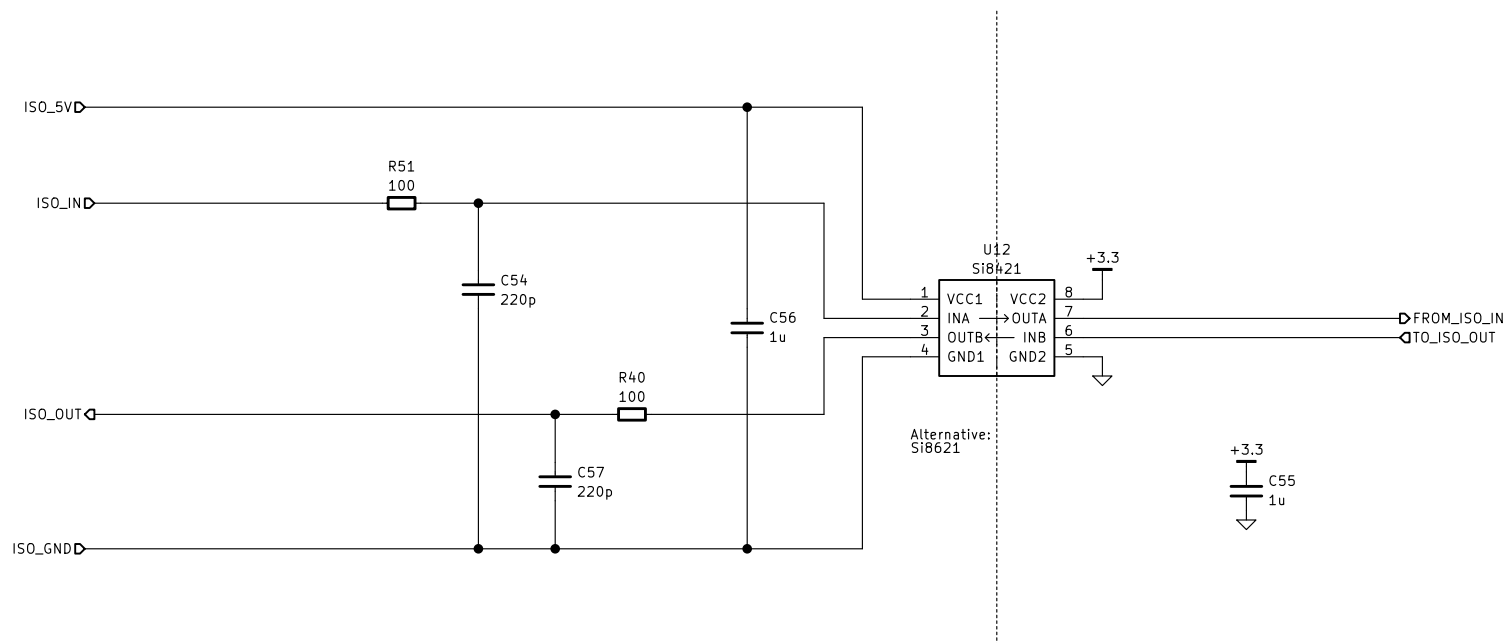 ISO_5V
R51
100
ISO_IN
C54
220p
C56
1u
R40
100
ISO_OUT
C57
220p
ISO_GND
U12
Si8421
+3.3
1 VCC1 VCC2 8
2 INA OUTA 7
3 OUTB INB 6
4 GND1 GND2 5
FROM_ISO_IN
TO_ISO_OUT
Alternative:
Si8621
+3.3
C55
1u